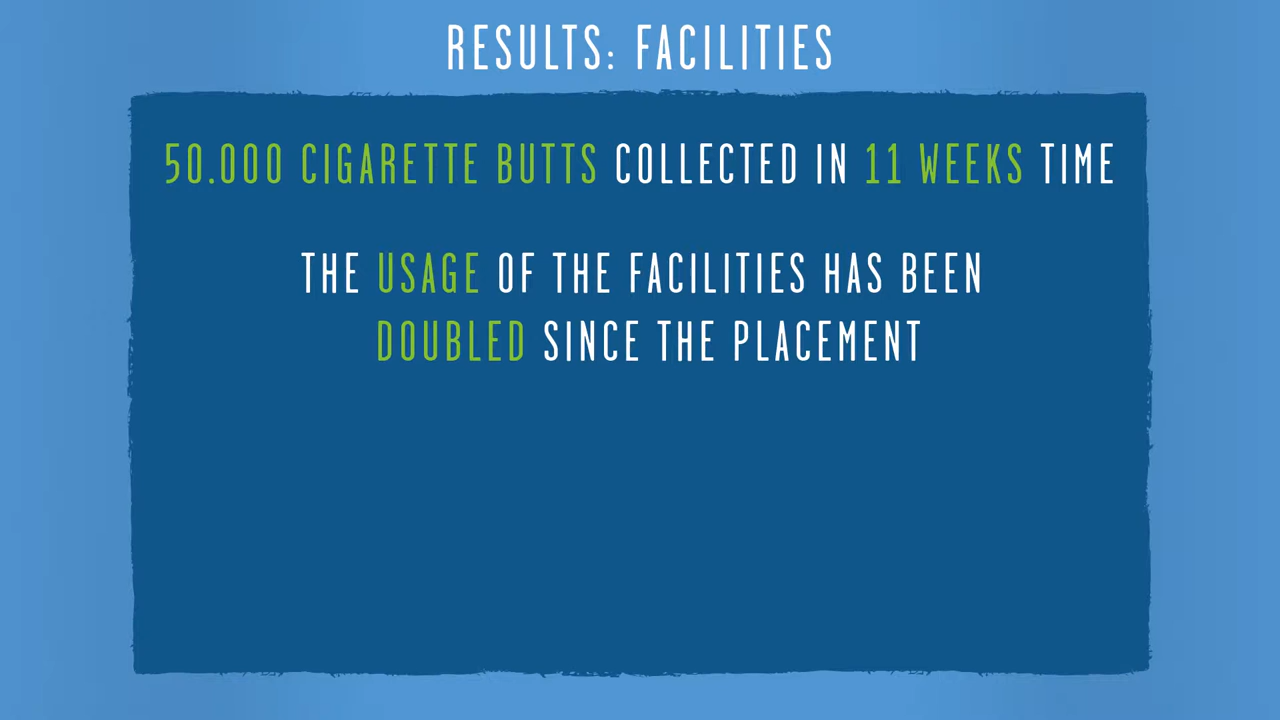 RESULTS: FACILITIES
50.000 CIGARETTE BUTTS COLLECTED IN 11 WEEKS TIME
THE USAGE OF THE FACILITIES HAS BEEN
DOUBLED SINCE THE PLACEMENT